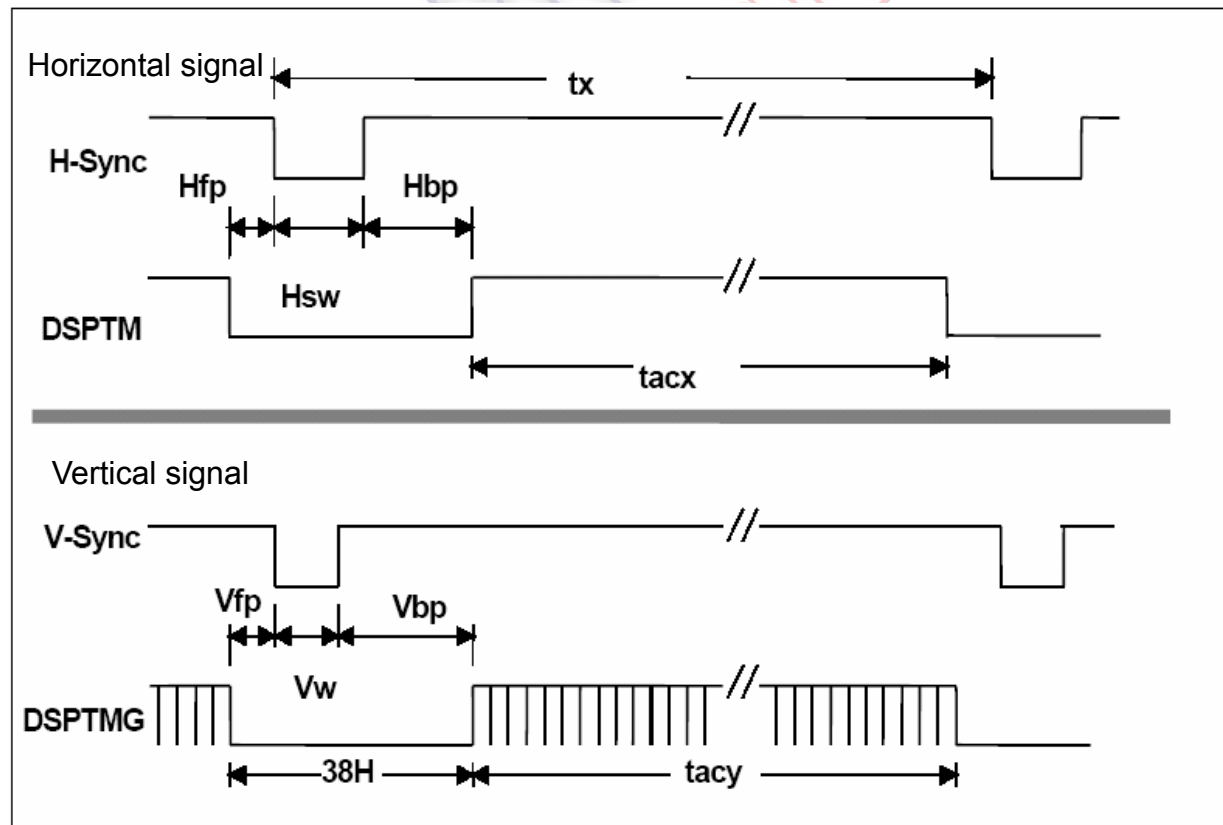 Horizontal signal
tx
H-Sync
Hfp
Hbp
Hsw
DSPTM
tacx
Vertical signal
V-Sync
Vfp
Vbp
Vw
DSPTMG
38H
tacy